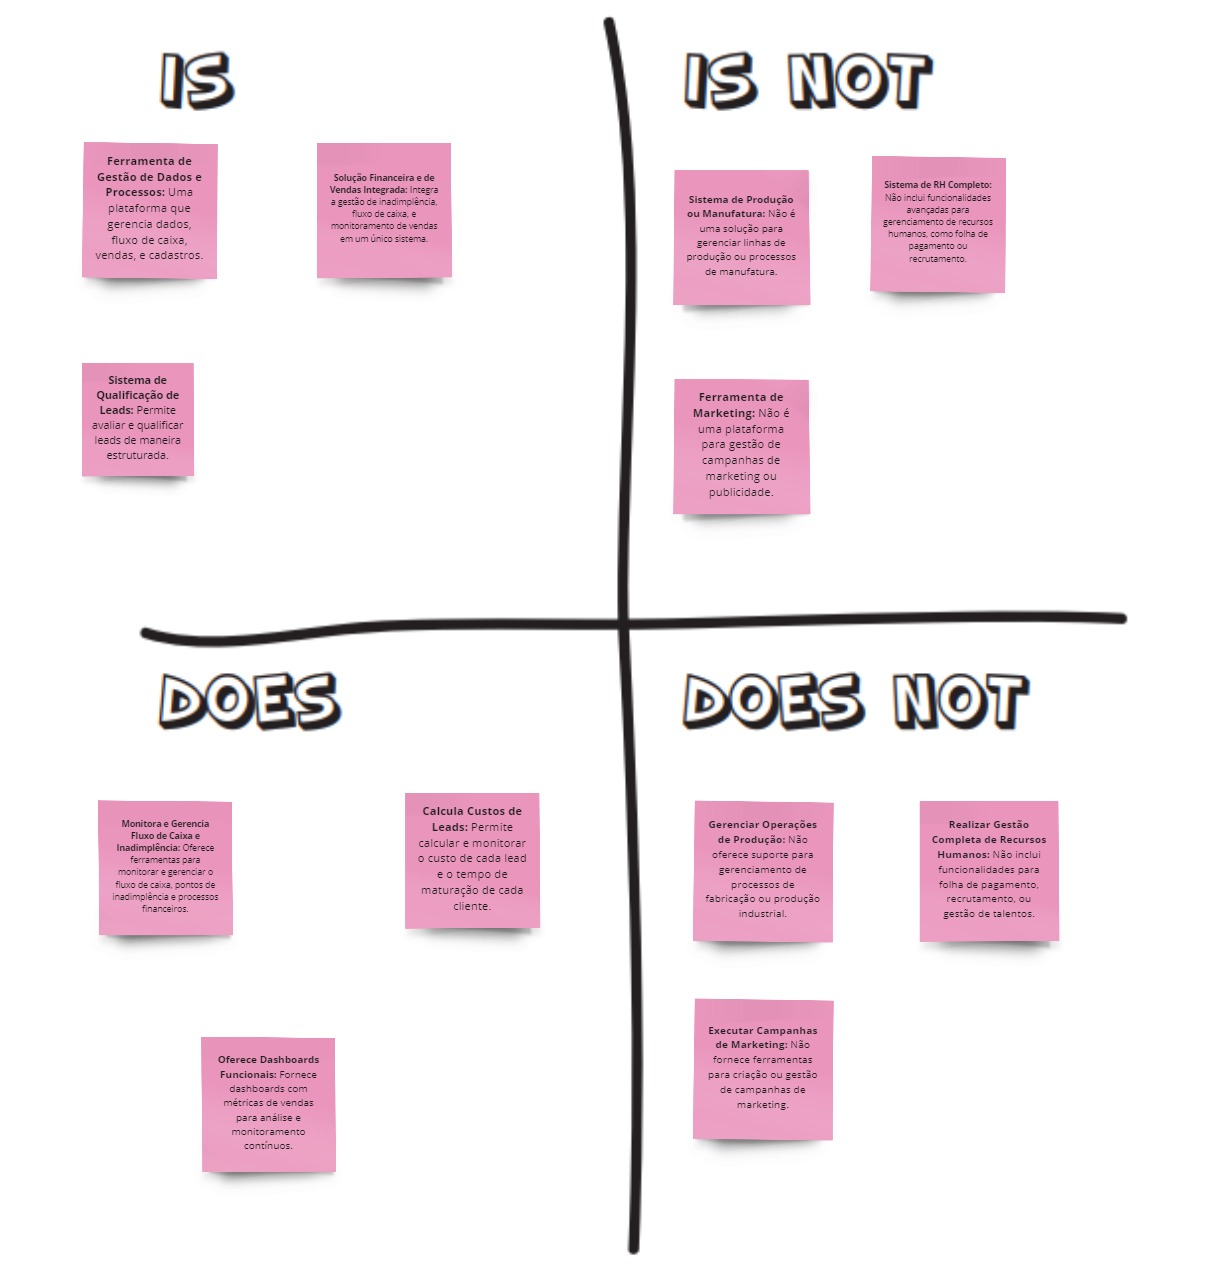 IS
Ferramenta de
Gestão de Dados e
Processos: Uma
plataforma que
gerencia dados,
fluxo de caixa,
vendas, e cadastros.
Solução Financeira e de
Vendas Integrada: Integra
a gestão de inadimplência,
fluxo de caixa, e
monitoramento de vendas
em um único sistema.
Sistema de
Qualificação de
Leads: Permite
avaliar e qualificar
leads de maneira
estruturada.
IS NOT
Sistema de Produção
ou Manufatura: Não é
uma solução para
gerenciar linhas de
produção ou processos
de manufatura.
Sistema de RH Completo:
Não inclui funcionalidades
avançadas para
gerenciamento de recursos
humanos, como folha de
pagamento ou
recrutamento.
Ferramenta de
Marketing: Não é
uma plataforma
para gestão de
campanhas de
marketing ou
publicidade.
DOES
Monitora e Gerencia
Fluxo de Caixa e
Inadimplência: Oferece
ferramentas para
monitorar e gerenciar o
fluxo de caixa, pontos de
inadimplência e processos
financeiros.
Calcula Custos de
Leads: Permite
calcular e monitorar
o custo de cada lead
e o tempo de
maturação de cada
cliente.
Oferece Dashboards
Funcionais: Fornece
dashboards com
métricas de vendas
para análise e
monitoramento
contínuos.
DOES NOT
Gerenciar Operações
de Produção: Não
oferece suporte para
gerenciamento de
processos de
fabricação ou produção
industrial.
Realizar Gestão
Completa de Recursos
Humanos: Não inclui
funcionalidades para
folha de pagamento,
recrutamento, ou
gestão de talentos.
Executar Campanhas
de Marketing: Não
fornece ferramentas
para criação ou gestão
de campanhas de
marketing.